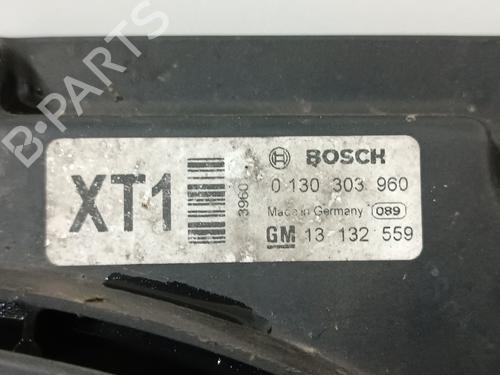 XT1
3960
BOSCH
0 130 303 960
Made in Germany 089
GM 13 132 559
B-PARTS